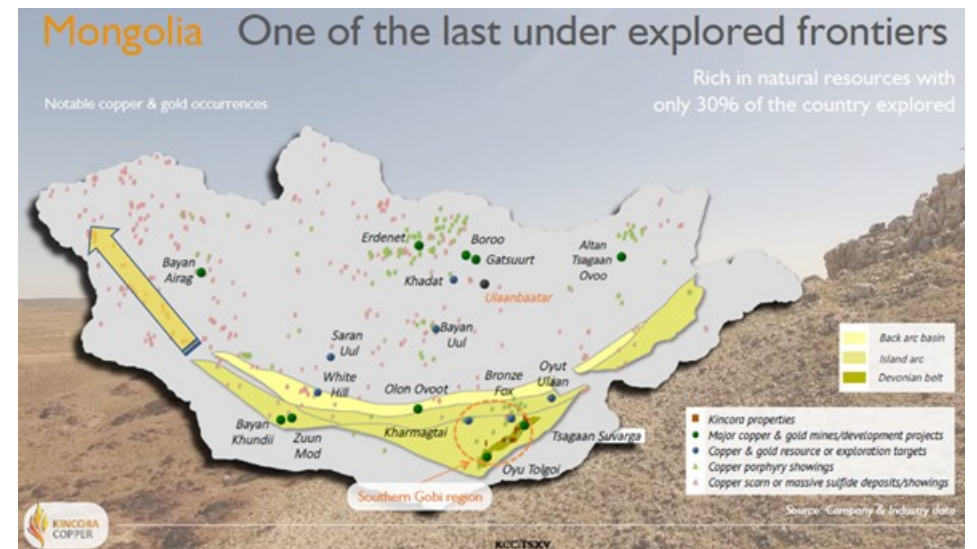 Mongolia One of the last under explored frontiers
Rich in natural resources with
only 30% of the country explored
Notable copper & gold occurrences
Erdenet
Boroo
Gatsuurt
Altan
Tsagaan
Ovoo
Bayan
Airag
Khadat
Ulaanbaatar
Saran
Uul
Bayan
Uul
White
Hill
Olon Ovoot
Bronze
Fox
Oyut
Ulaan
Bayan
Khundii
Zuun
Mod
Kharmagtai
Tsagaan Suvarga
Oyu Tolgoi
Southern Gobi region
Back arc basin
Island arc
Devonian belt
Kincora properties
Major copper & gold mines/development projects
Copper & gold resource or exploration targets
Copper porphyry showings
Copper scarn or massive sulfide deposits/showings
Source: Company & Industry data
KINCORA
COPPER